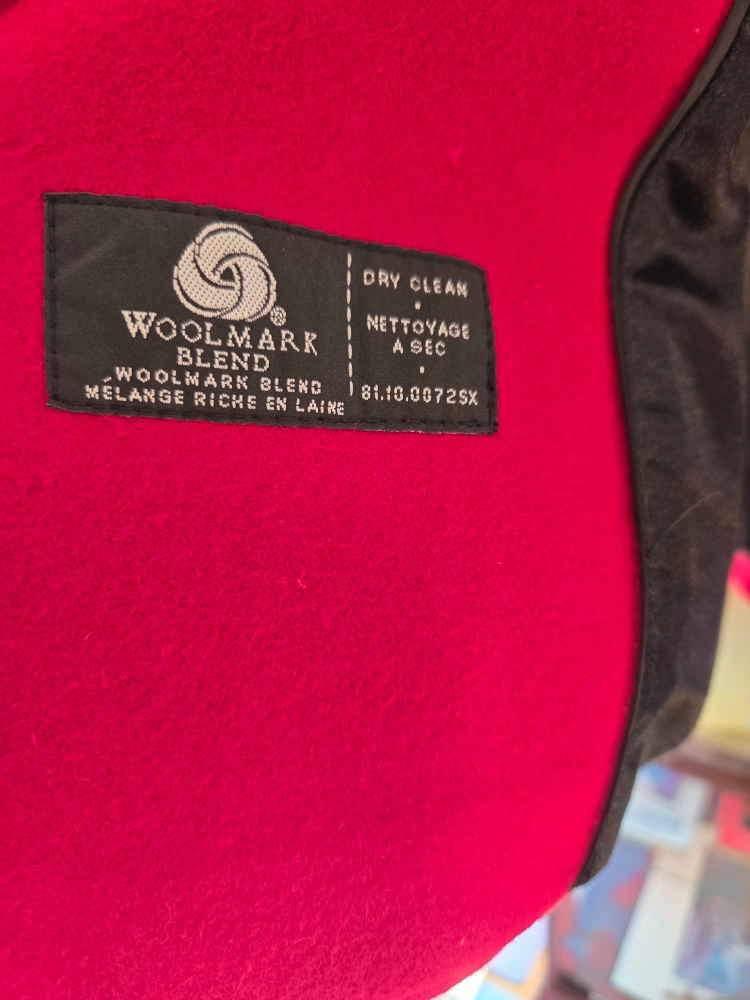 ®
WOOLMARK
BLEND
WOOLMARK BLEND
MÉLANGE RICHE EN LAINE
DRY CLEAN
•
NETTOYAGE
A SEC
•
81.10.0072SX